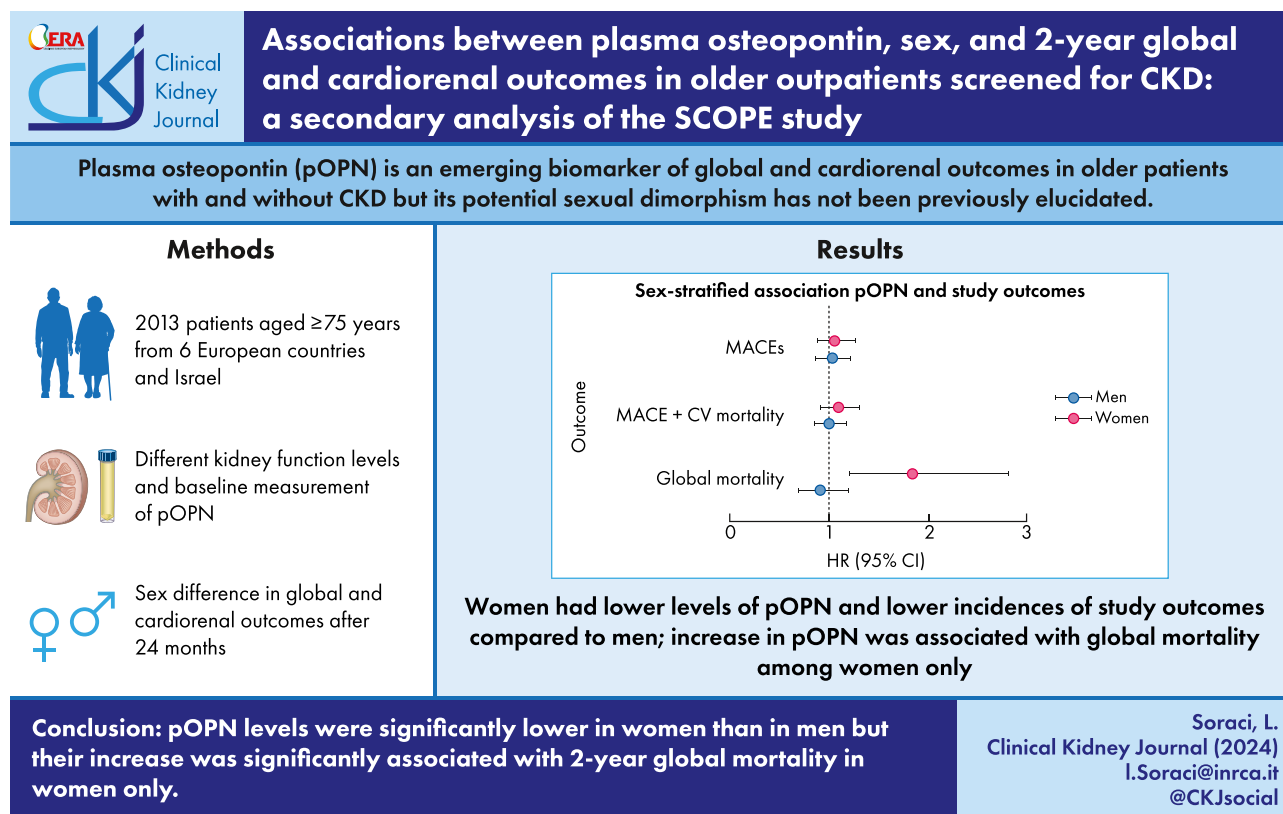 ERA
CKJ
Clinical
Kidney
Journal
Associations between plasma osteopontin, sex, and 2-year global
and cardiorenal outcomes in older outpatients screened for CKD:
a secondary analysis of the SCOPE study
Plasma osteopontin (pOPN) is an emerging biomarker of global and cardiorenal outcomes in older patients
with and without CKD but its potential sexual dimorphism has not been previously elucidated.
Methods
2013 patients aged ≥75 years
from 6 European countries
and Israel
Different kidney function levels
and baseline measurement
of pOPN
Sex difference in global and
cardiorenal outcomes after
24 months
Results
Sex-stratified association pOPN and study outcomes
Outcome
MACEs
MACE + CV mortality
Global mortality
Men
Women
0 1 2 3
HR (95% CI)
Women had lower levels of pOPN and lower incidences of study outcomes
compared to men; increase in pOPN was associated with global mortality
among women only
Conclusion: pOPN levels were significantly lower in women than in men but
their increase was significantly associated with 2-year global mortality in
women only.
Soraci, L.
Clinical Kidney Journal (2024)
l.Soraci@inrca.it
@CKJsocial